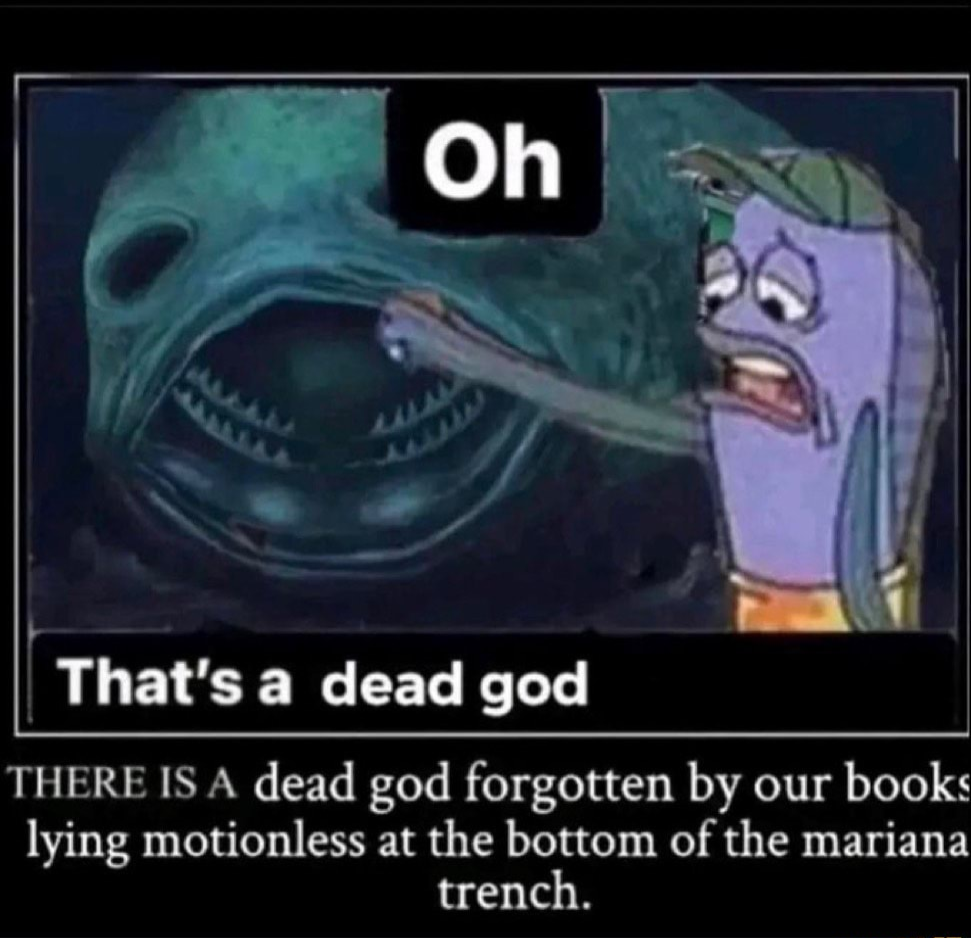 Oh
That's a dead god
THERE IS A dead god forgotten by our books
lying motionless at the bottom of the mariana
trench.